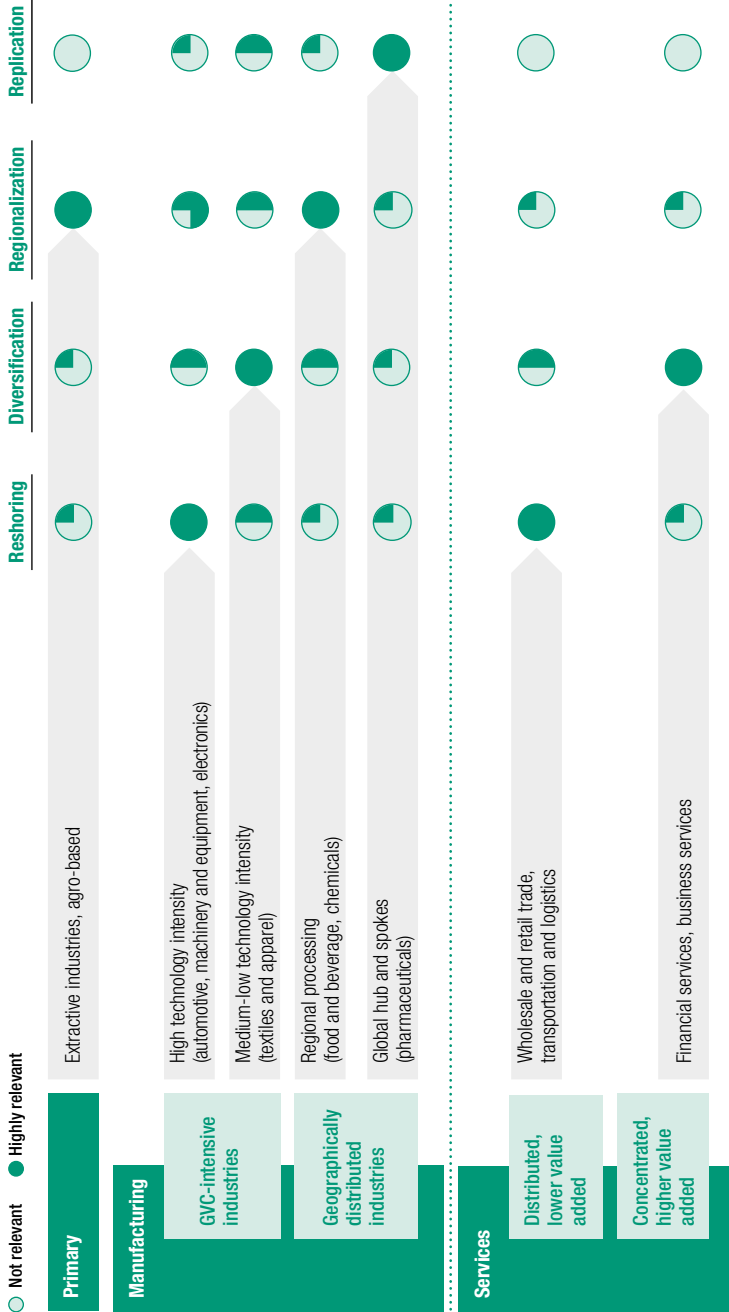 Not relevant
Highly relevant
Reshoring
Diversification
Regionalization
Replication
Primary
Extractive industries, agro-based
Manufacturing
GVC-intensive
industries
High technology intensity
(automotive, machinery and equipment, electronics)
Medium-low technology intensity
(textiles and apparel)
Geographically
distributed
industries
Regional processing
(food and beverage, chemicals)
Global hub and spokes
(pharmaceuticals)
Services
Distributed,
lower value
added
Wholesale and retail trade,
transportation and logistics
Concentrated,
higher value
added
Financial services, business services